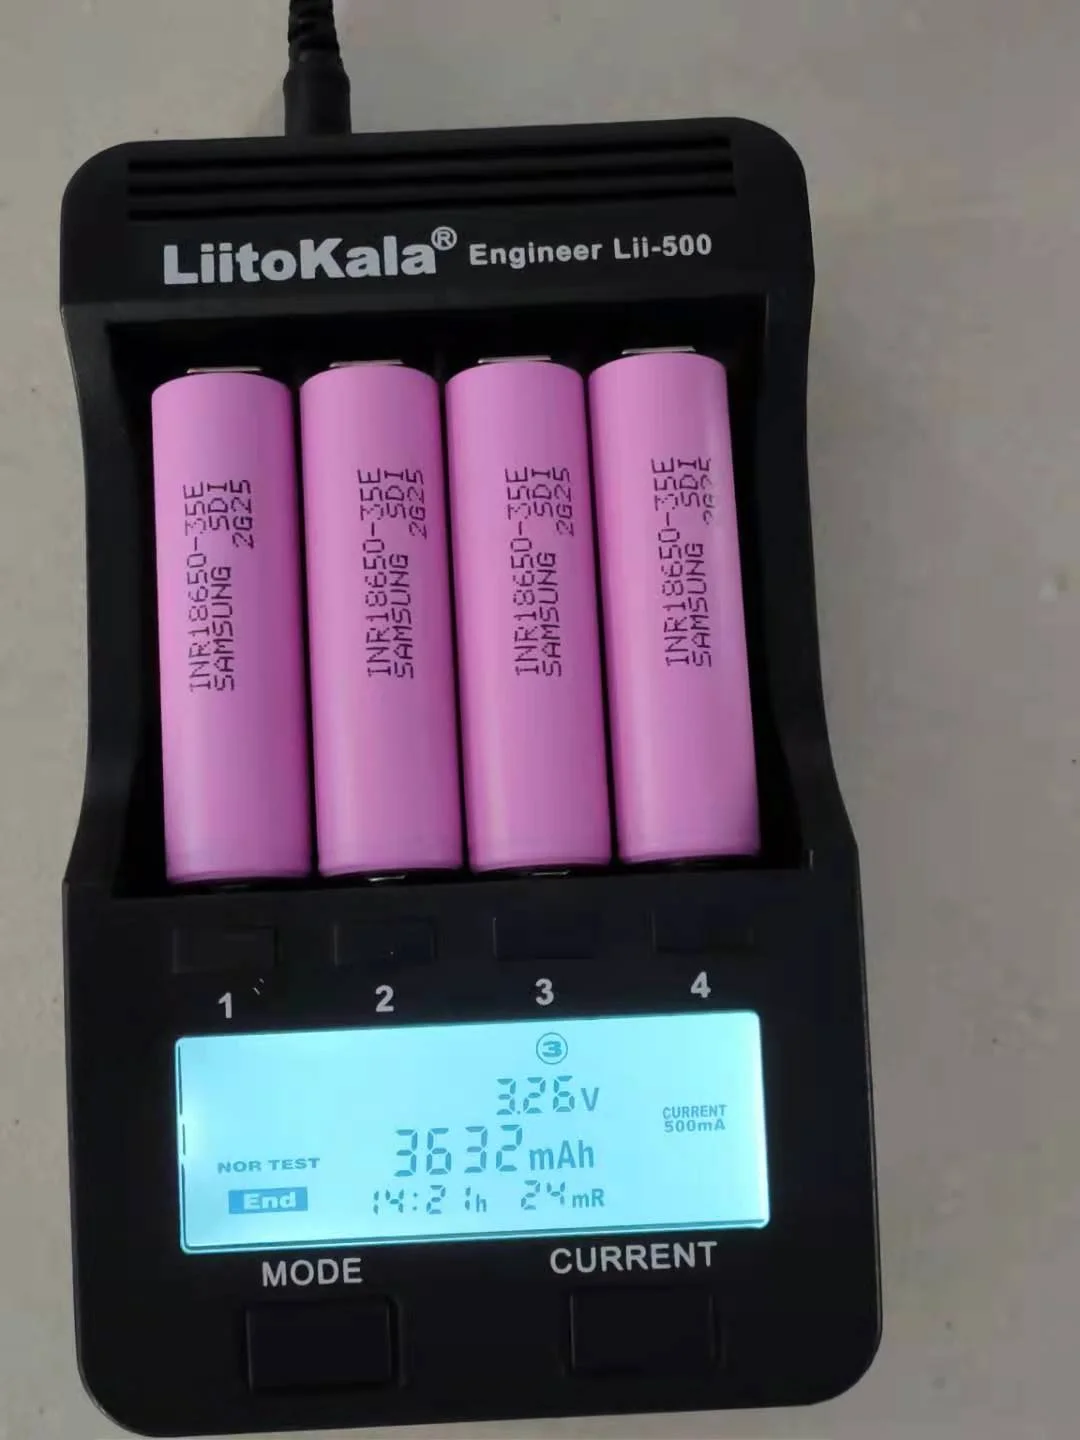 LiitoKala® Engineer Lii-500
INR18650-35E
SAMSUNG SDI
2G25
INR18650-35E
SAMSUNG SDI
2G25
INR18650-35E
SAMSUNG SDI
2G25
INR18650-35E
SAMSUNG SDI
2G25
1 2 3 4
③
3.26V
CURRENT
500mA
3632mAh
NOR TEST
End 14:21h 24mR
MODE CURRENT